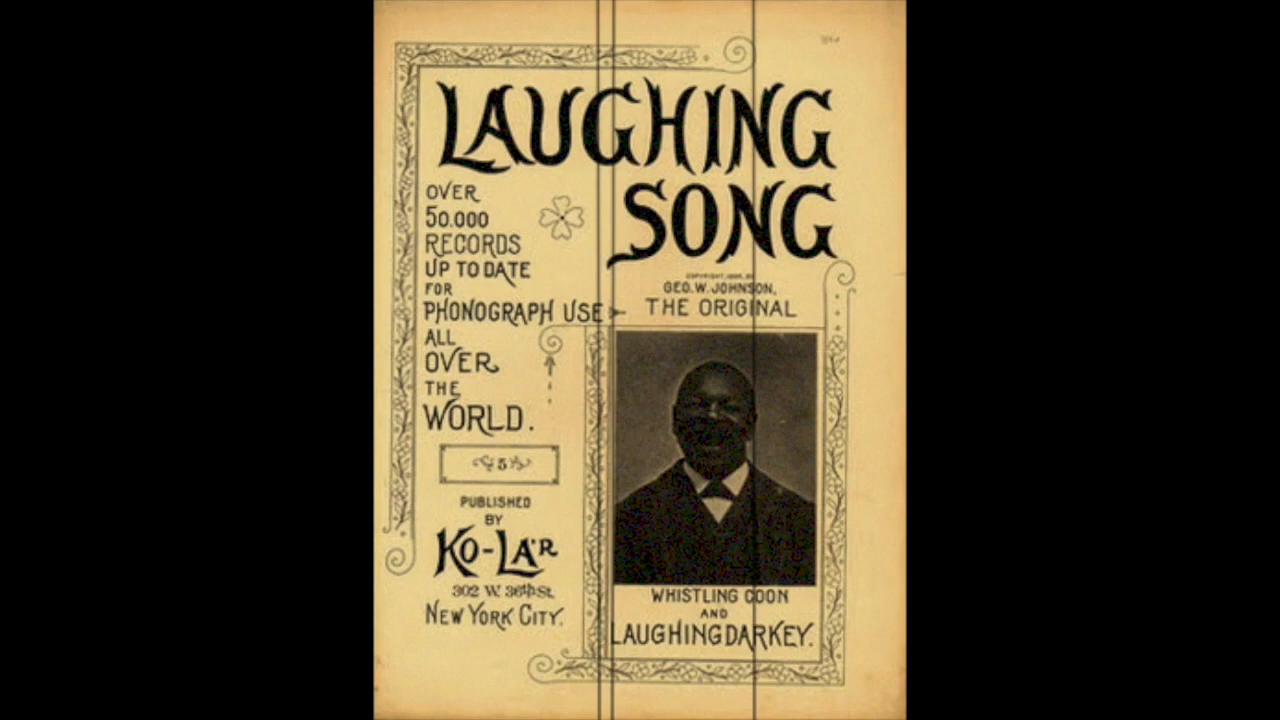 LAUGHING
SONG
OVER
50.000
RECORDS
UP TO DATE
FOR
PHONOGRAPH USE
ALL
OVER
THE
WORLD.
5
PUBLISHED
BY
KO-LA'R
302 W. 36th St.
NEW YORK CITY.
GEO. W. JOHNSON,
THE ORIGINAL
WHISTLING COON
AND
LAUGHING DARKEY.